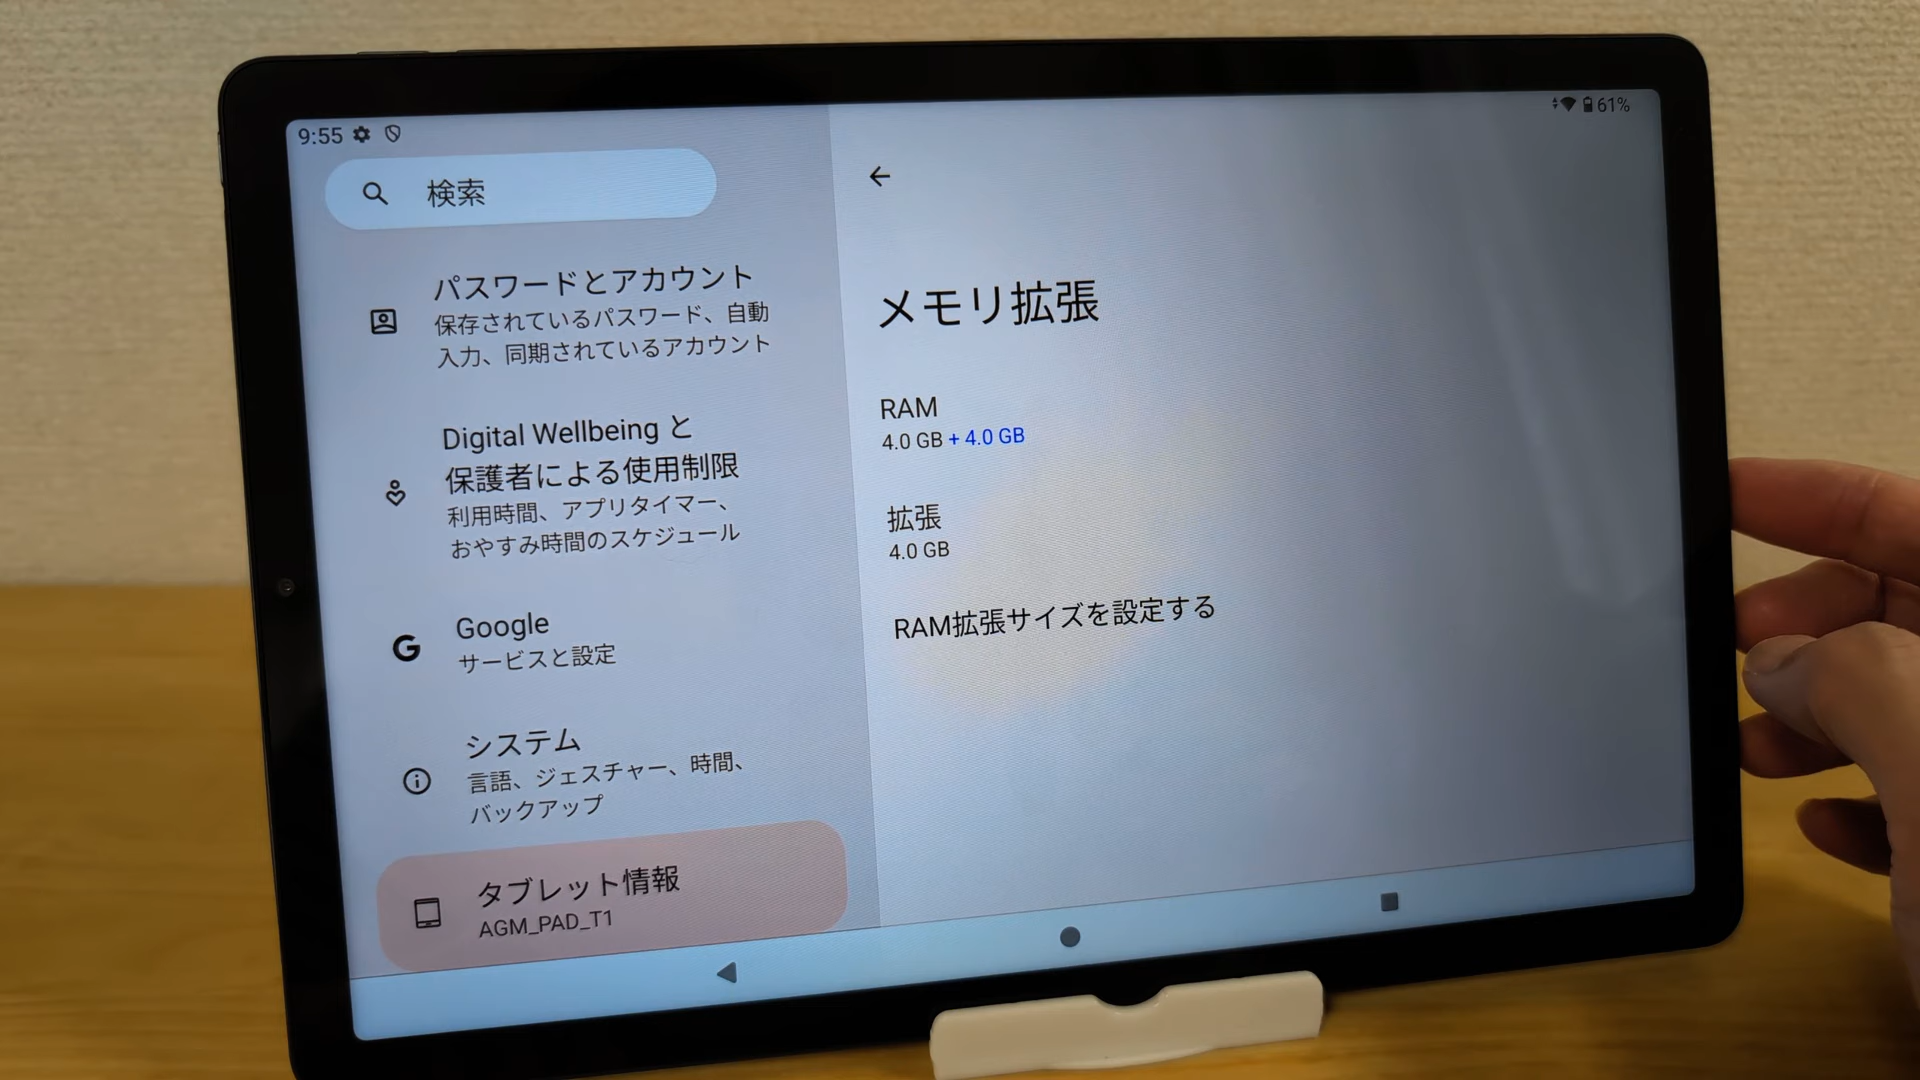 9:55
61%
検索
パスワードとアカウント
保存されているパスワード、自動
入力、同期されているアカウント
Digital Wellbeing と
保護者による使用制限
利用時間、アプリタイマー、
おやすみ時間のスケジュール
Google
サービスと設定
システム
言語、ジェスチャー、時間、
バックアップ
タブレット情報
AGM_PAD_T1
メモリ拡張
RAM
4.0 GB + 4.0 GB
拡張
4.0 GB
RAM拡張サイズを設定する